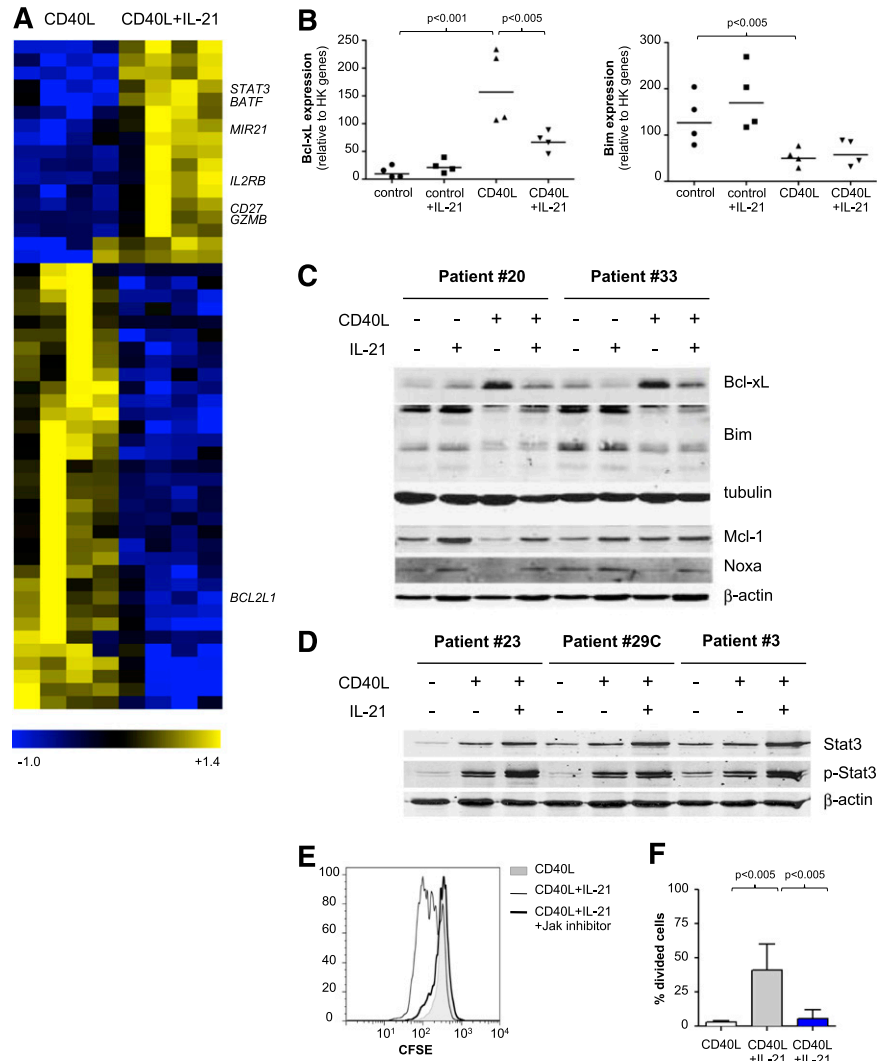 A
CD40L CD40L+IL-21
STAT3
BATF
MIR21
IL2RB
CD27
GZMB
BCL2L1
-1.0 +1.4
B
p<0.001 p<0.005
Bcl-xL expression
(relative to HK genes)
250
200
150
100
50
0
control
control
+IL-21
CD40L
CD40L
+IL-21
p<0.005
Bim expression
(relative to HK genes)
300
200
100
0
control
control
+IL-21
CD40L
CD40L
+IL-21
C
Patient #20 Patient #33
CD40L - - + + - - + +
IL-21 - + - + - + - +
Bcl-xL
Bim
tubulin
Mcl-1
Noxa
β-actin
D
Patient #23 Patient #29C Patient #3
CD40L - + + - + + - + +
IL-21 - - + - - + - - +
Stat3
p-Stat3
β-actin
E
100
80
60
40
20
0
10¹ 10² 10³ 10⁴
CFSE
CD40L
CD40L+IL-21
CD40L+IL-21
+Jak inhibitor
F
p<0.005 p<0.005
% divided cells
100
75
50
25
0
CD40L
CD40L
+IL-21
CD40L
+IL-21